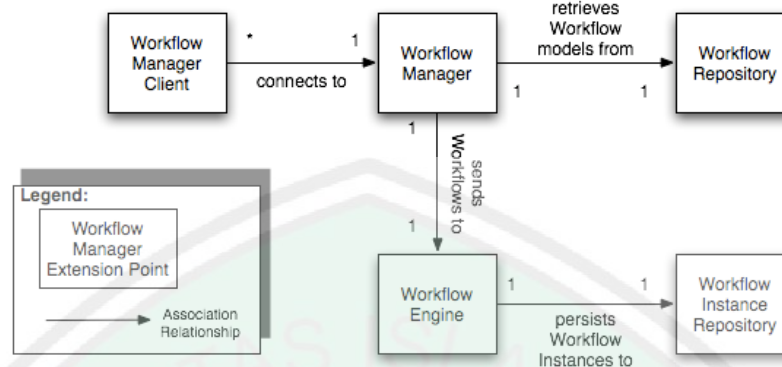 retrieves
Workflow
models from
Workflow
Manager
Client
*
1
connects to
Workflow
Manager
1
1
Workflow
Repository
1
sends
Workflows to
1
Legend:
Workflow
Manager
Extension Point
Association
Relationship
Workflow
Engine
1
1
persists
Workflow
Instances to
Workflow
Instance
Repository